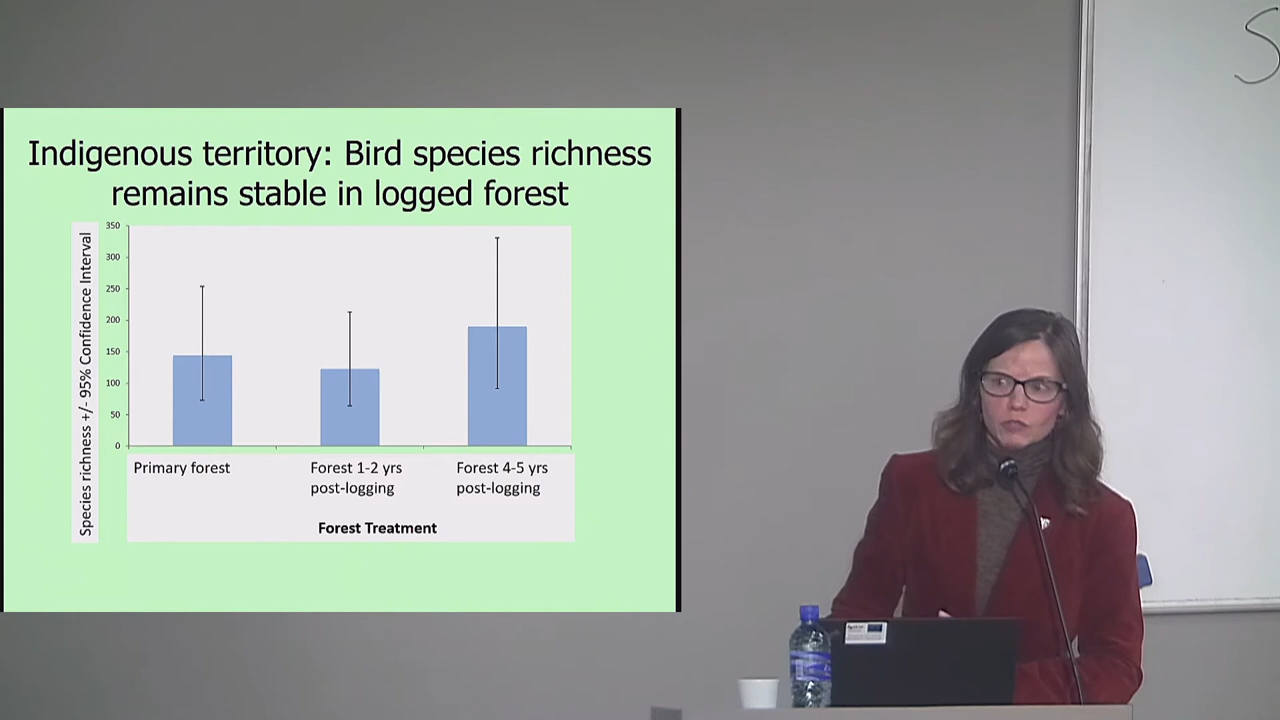 Indigenous territory: Bird species richness
remains stable in logged forest
Species richness +/- 95% Confidence Interval
350
300
250
200
150
100
50
0
Primary forest
Forest 1-2 yrs
post-logging
Forest 4-5 yrs
post-logging
Forest Treatment
S